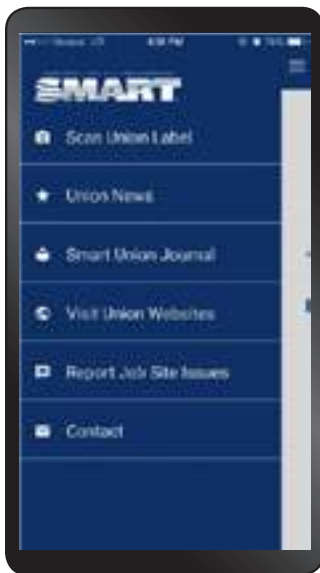 SMART
Scan Union Label
Union News
Smart Union Journal
Visit Union Websites
Report Job Site Issues
Contact